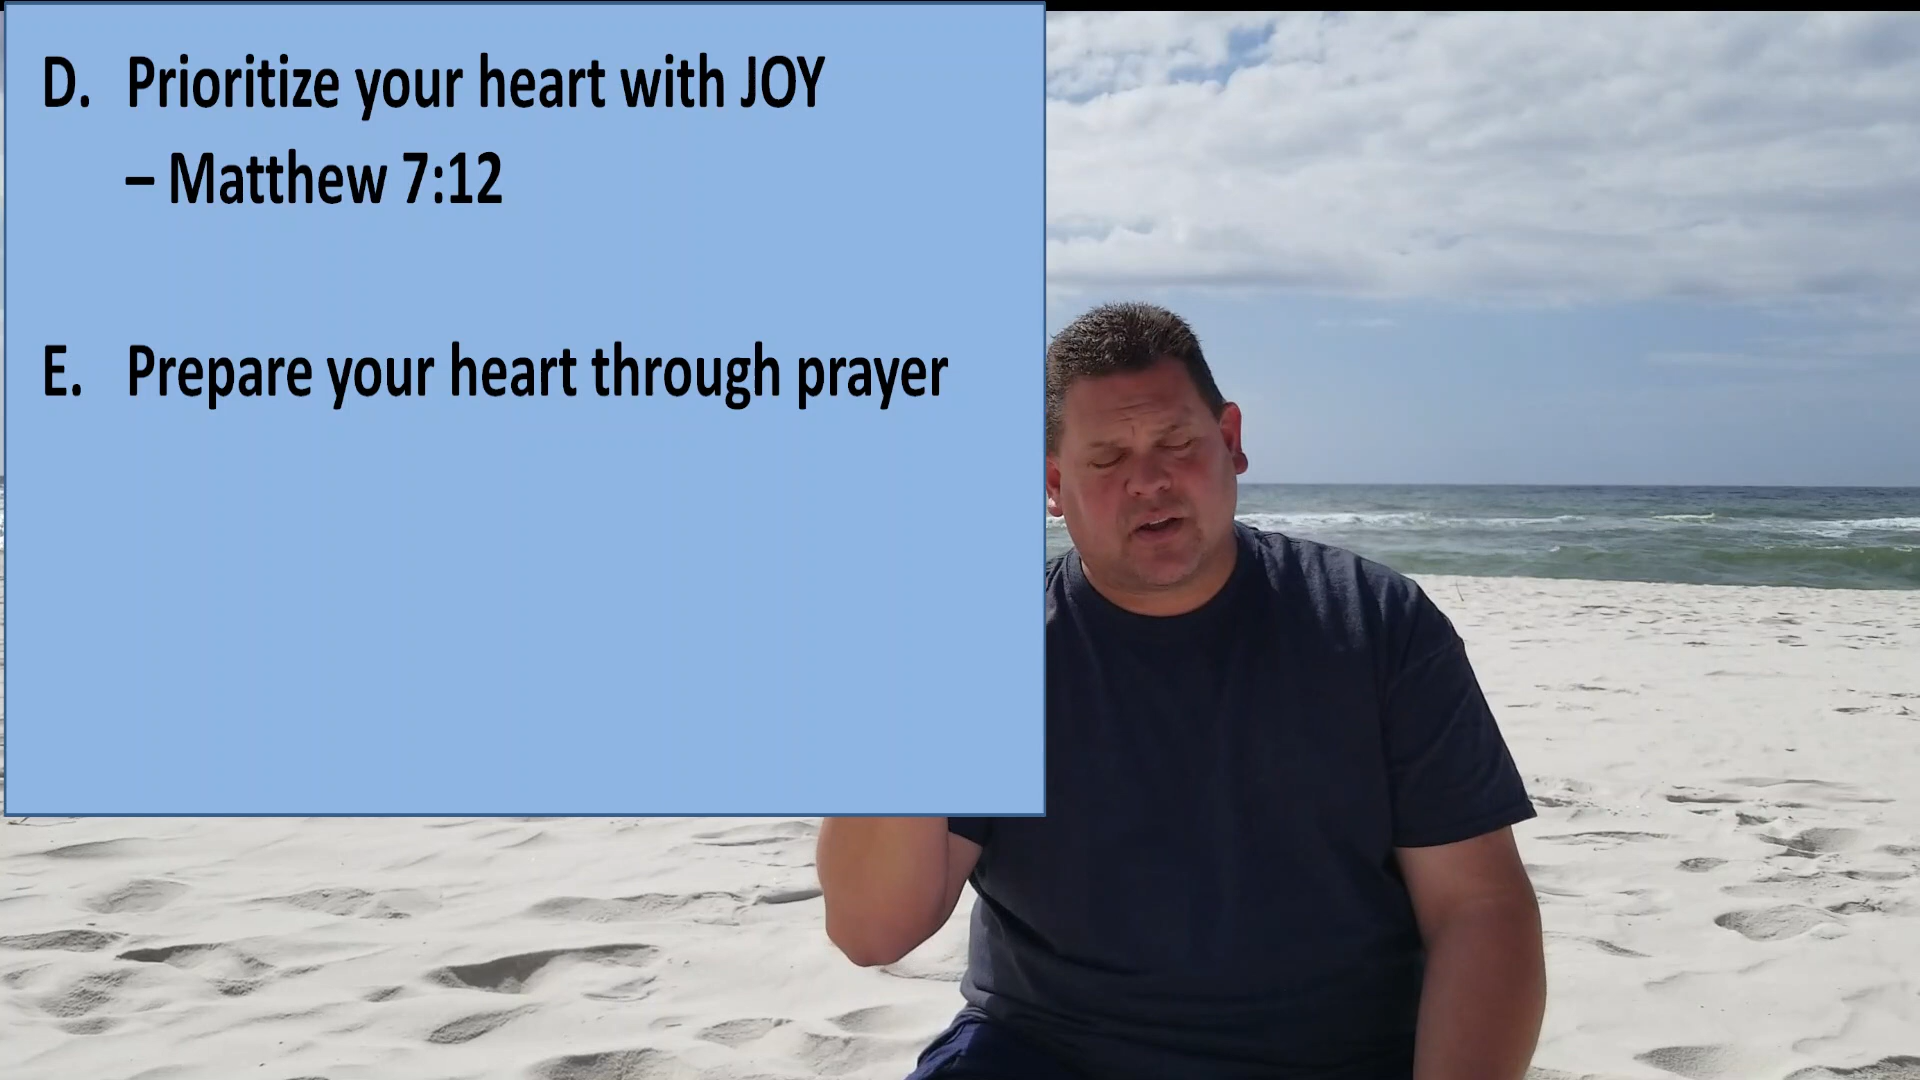 D. Prioritize your heart with JOY
– Matthew 7:12
E. Prepare your heart through prayer